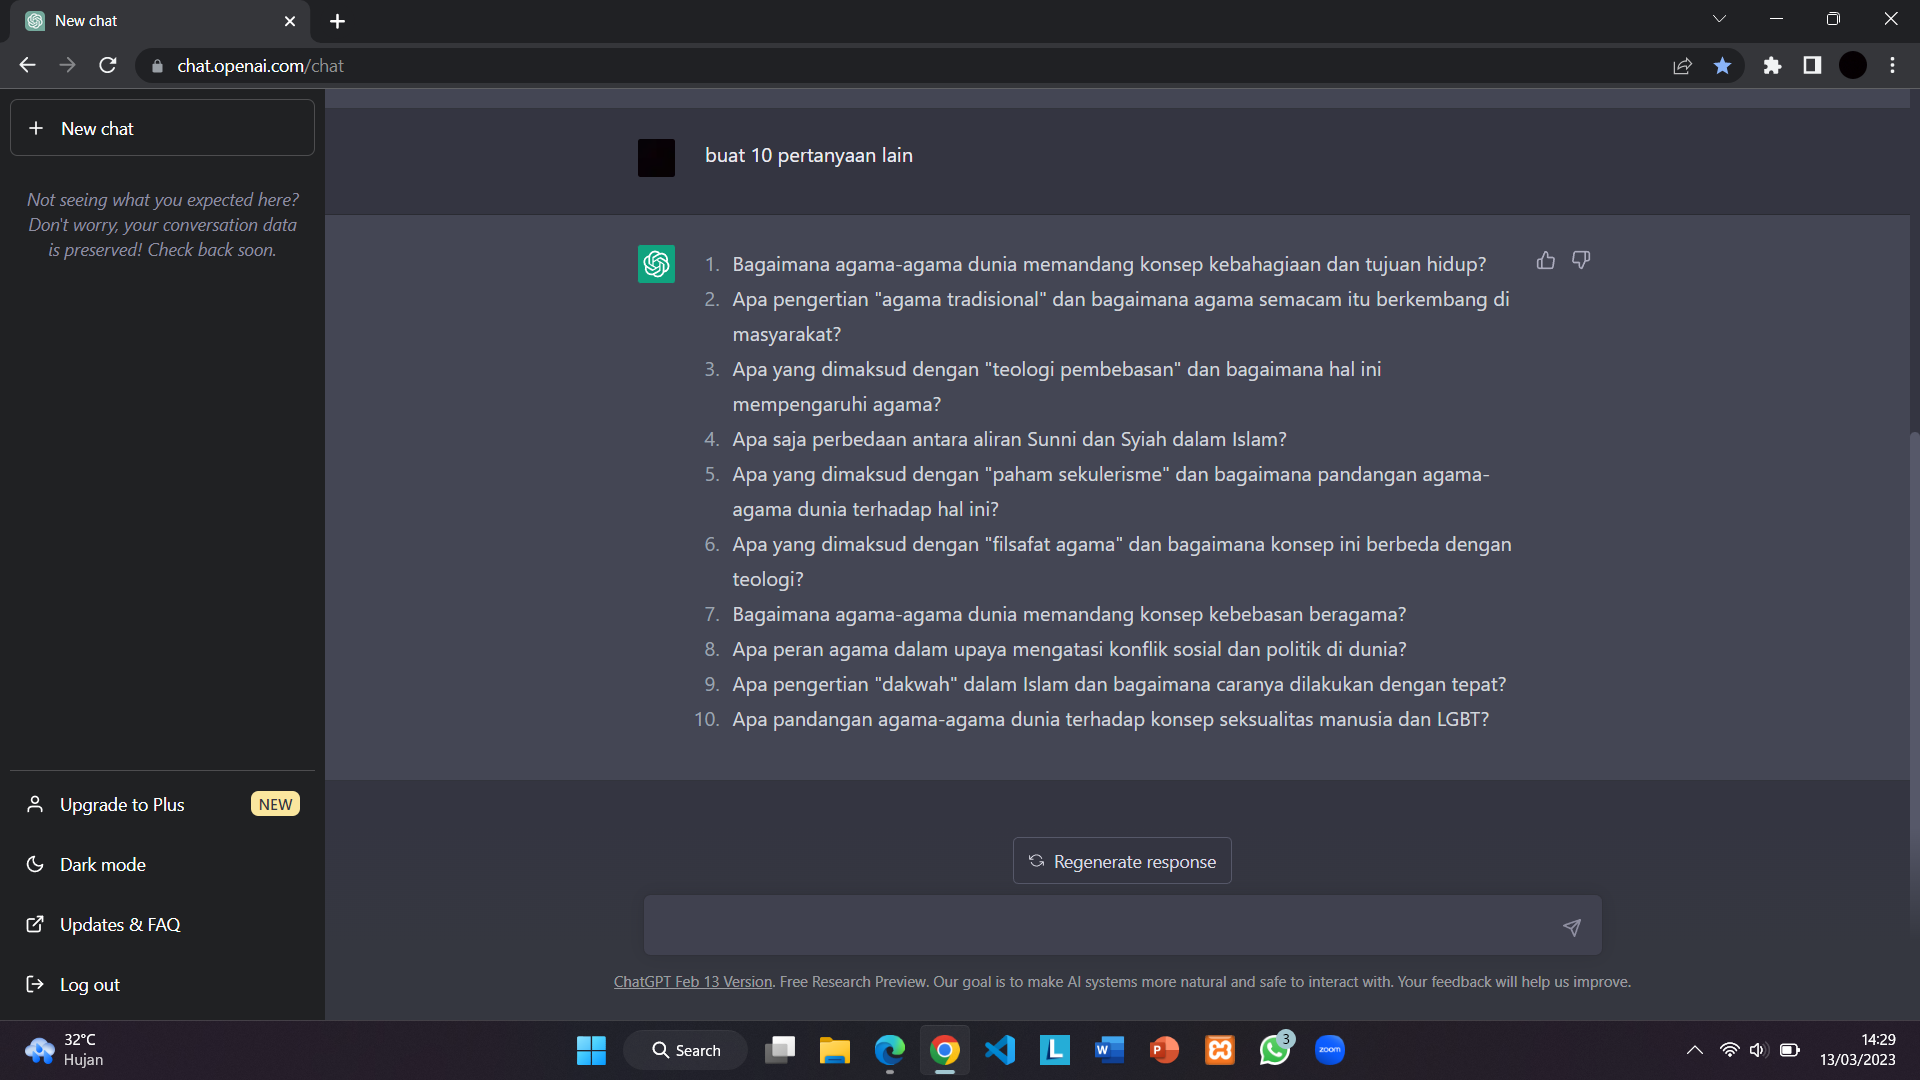 New chat
chat.openai.com/chat
New chat
Not seeing what you expected here?
Don't worry, your conversation data
is preserved! Check back soon.
buat 10 pertanyaan lain
1. Bagaimana agama-agama dunia memandang konsep kebahagiaan dan tujuan hidup?
2. Apa pengertian "agama tradisional" dan bagaimana agama semacam itu berkembang di
masyarakat?
3. Apa yang dimaksud dengan "teologi pembebasan" dan bagaimana hal ini
mempengaruhi agama?
4. Apa saja perbedaan antara aliran Sunni dan Syiah dalam Islam?
5. Apa yang dimaksud dengan "paham sekulerisme" dan bagaimana pandangan agama-
agama dunia terhadap hal ini?
6. Apa yang dimaksud dengan "filsafat agama" dan bagaimana konsep ini berbeda dengan
teologi?
7. Bagaimana agama-agama dunia memandang konsep kebebasan beragama?
8. Apa peran agama dalam upaya mengatasi konflik sosial dan politik di dunia?
9. Apa pengertian "dakwah" dalam Islam dan bagaimana caranya dilakukan dengan tepat?
10. Apa pandangan agama-agama dunia terhadap konsep seksualitas manusia dan LGBT?
Upgrade to Plus NEW
Dark mode
Updates & FAQ
Log out
Regenerate response
ChatGPT Feb 13 Version. Free Research Preview. Our goal is to make AI systems more natural and safe to interact with. Your feedback will help us improve.
32°C
Hujan
Search
L
W
P
3
zoom
14:29
13/03/2023